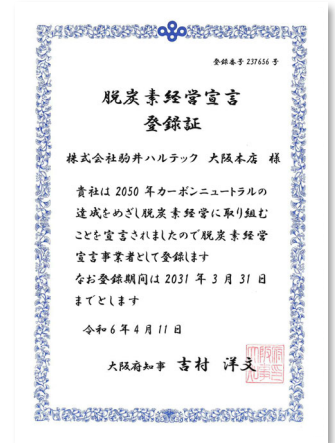 登録番号 237656 号
脱炭素経営宣言
登録証
株式会社駒井ハルテック 大阪本店 様
貴社は 2050 年カーボンニュートラルの
達成をめざし脱炭素経営に取り組む
ことを宣言されましたので脱炭素経営
宣言事業者として登録します
なお登録期間は 2031 年 3 月 31 日
までとします
令和 6 年 4 月 11 日
大阪府知事 吉村 洋文